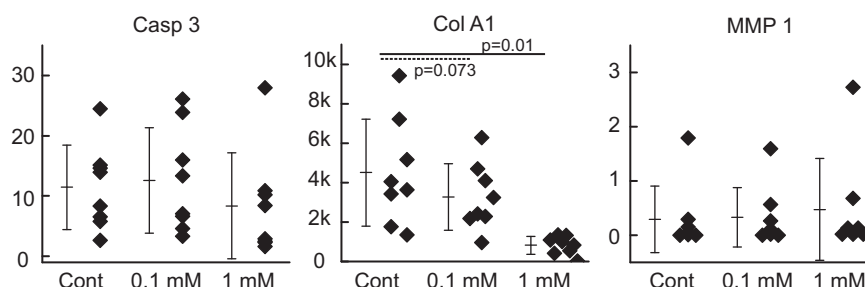 Casp 3
30
20
10
0
Cont 0.1 mM 1 mM
Col A1
10k
8k
6k
4k
2k
0
p=0.01
p=0.073
Cont 0.1 mM 1 mM
MMP 1
3
2
1
0
Cont 0.1 mM 1 mM